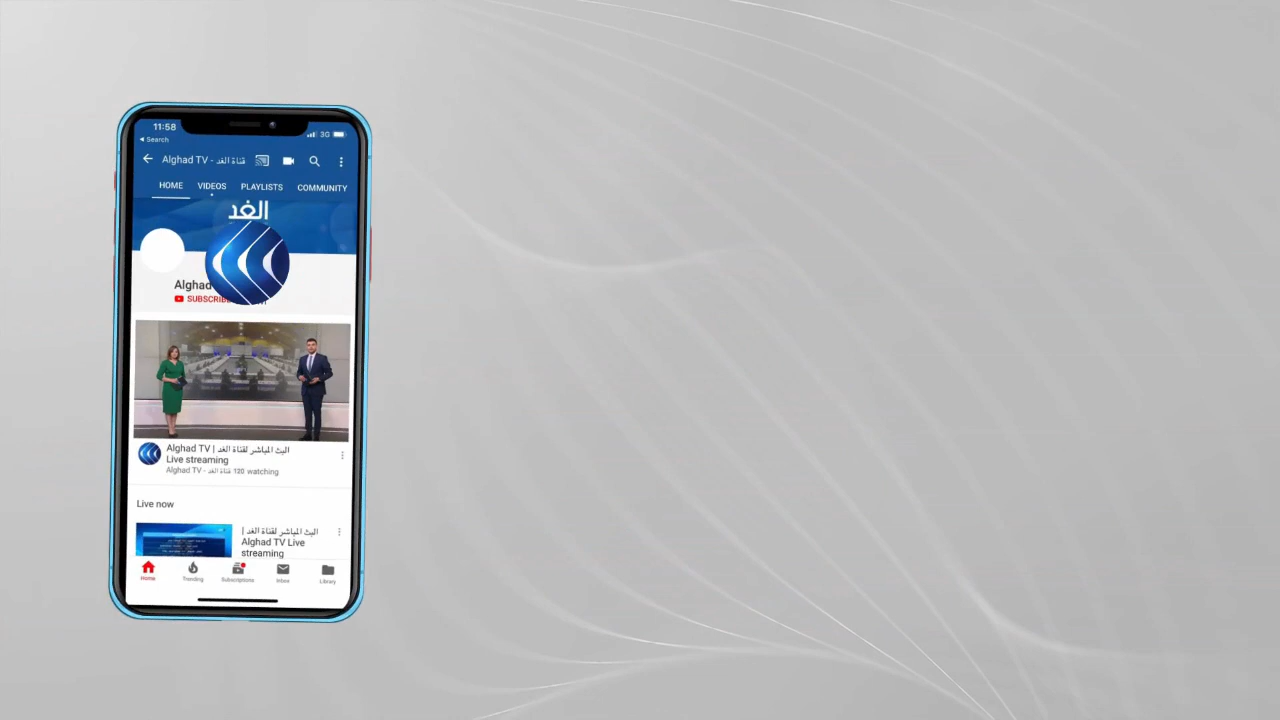 11:58
3G
Search
Alghad TV - قناة الغد
HOME VIDEOS PLAYLISTS COMMUNITY
الغد
Alghad
SUBSCRIBE
Alghad TV | البث المباشر لقناة الغد
Live streaming
Alghad TV - قناة الغد 120 watching
Live now
البث المباشر لقناة الغد |
Alghad TV Live
streaming
Home Trending Subscriptions Inbox Library